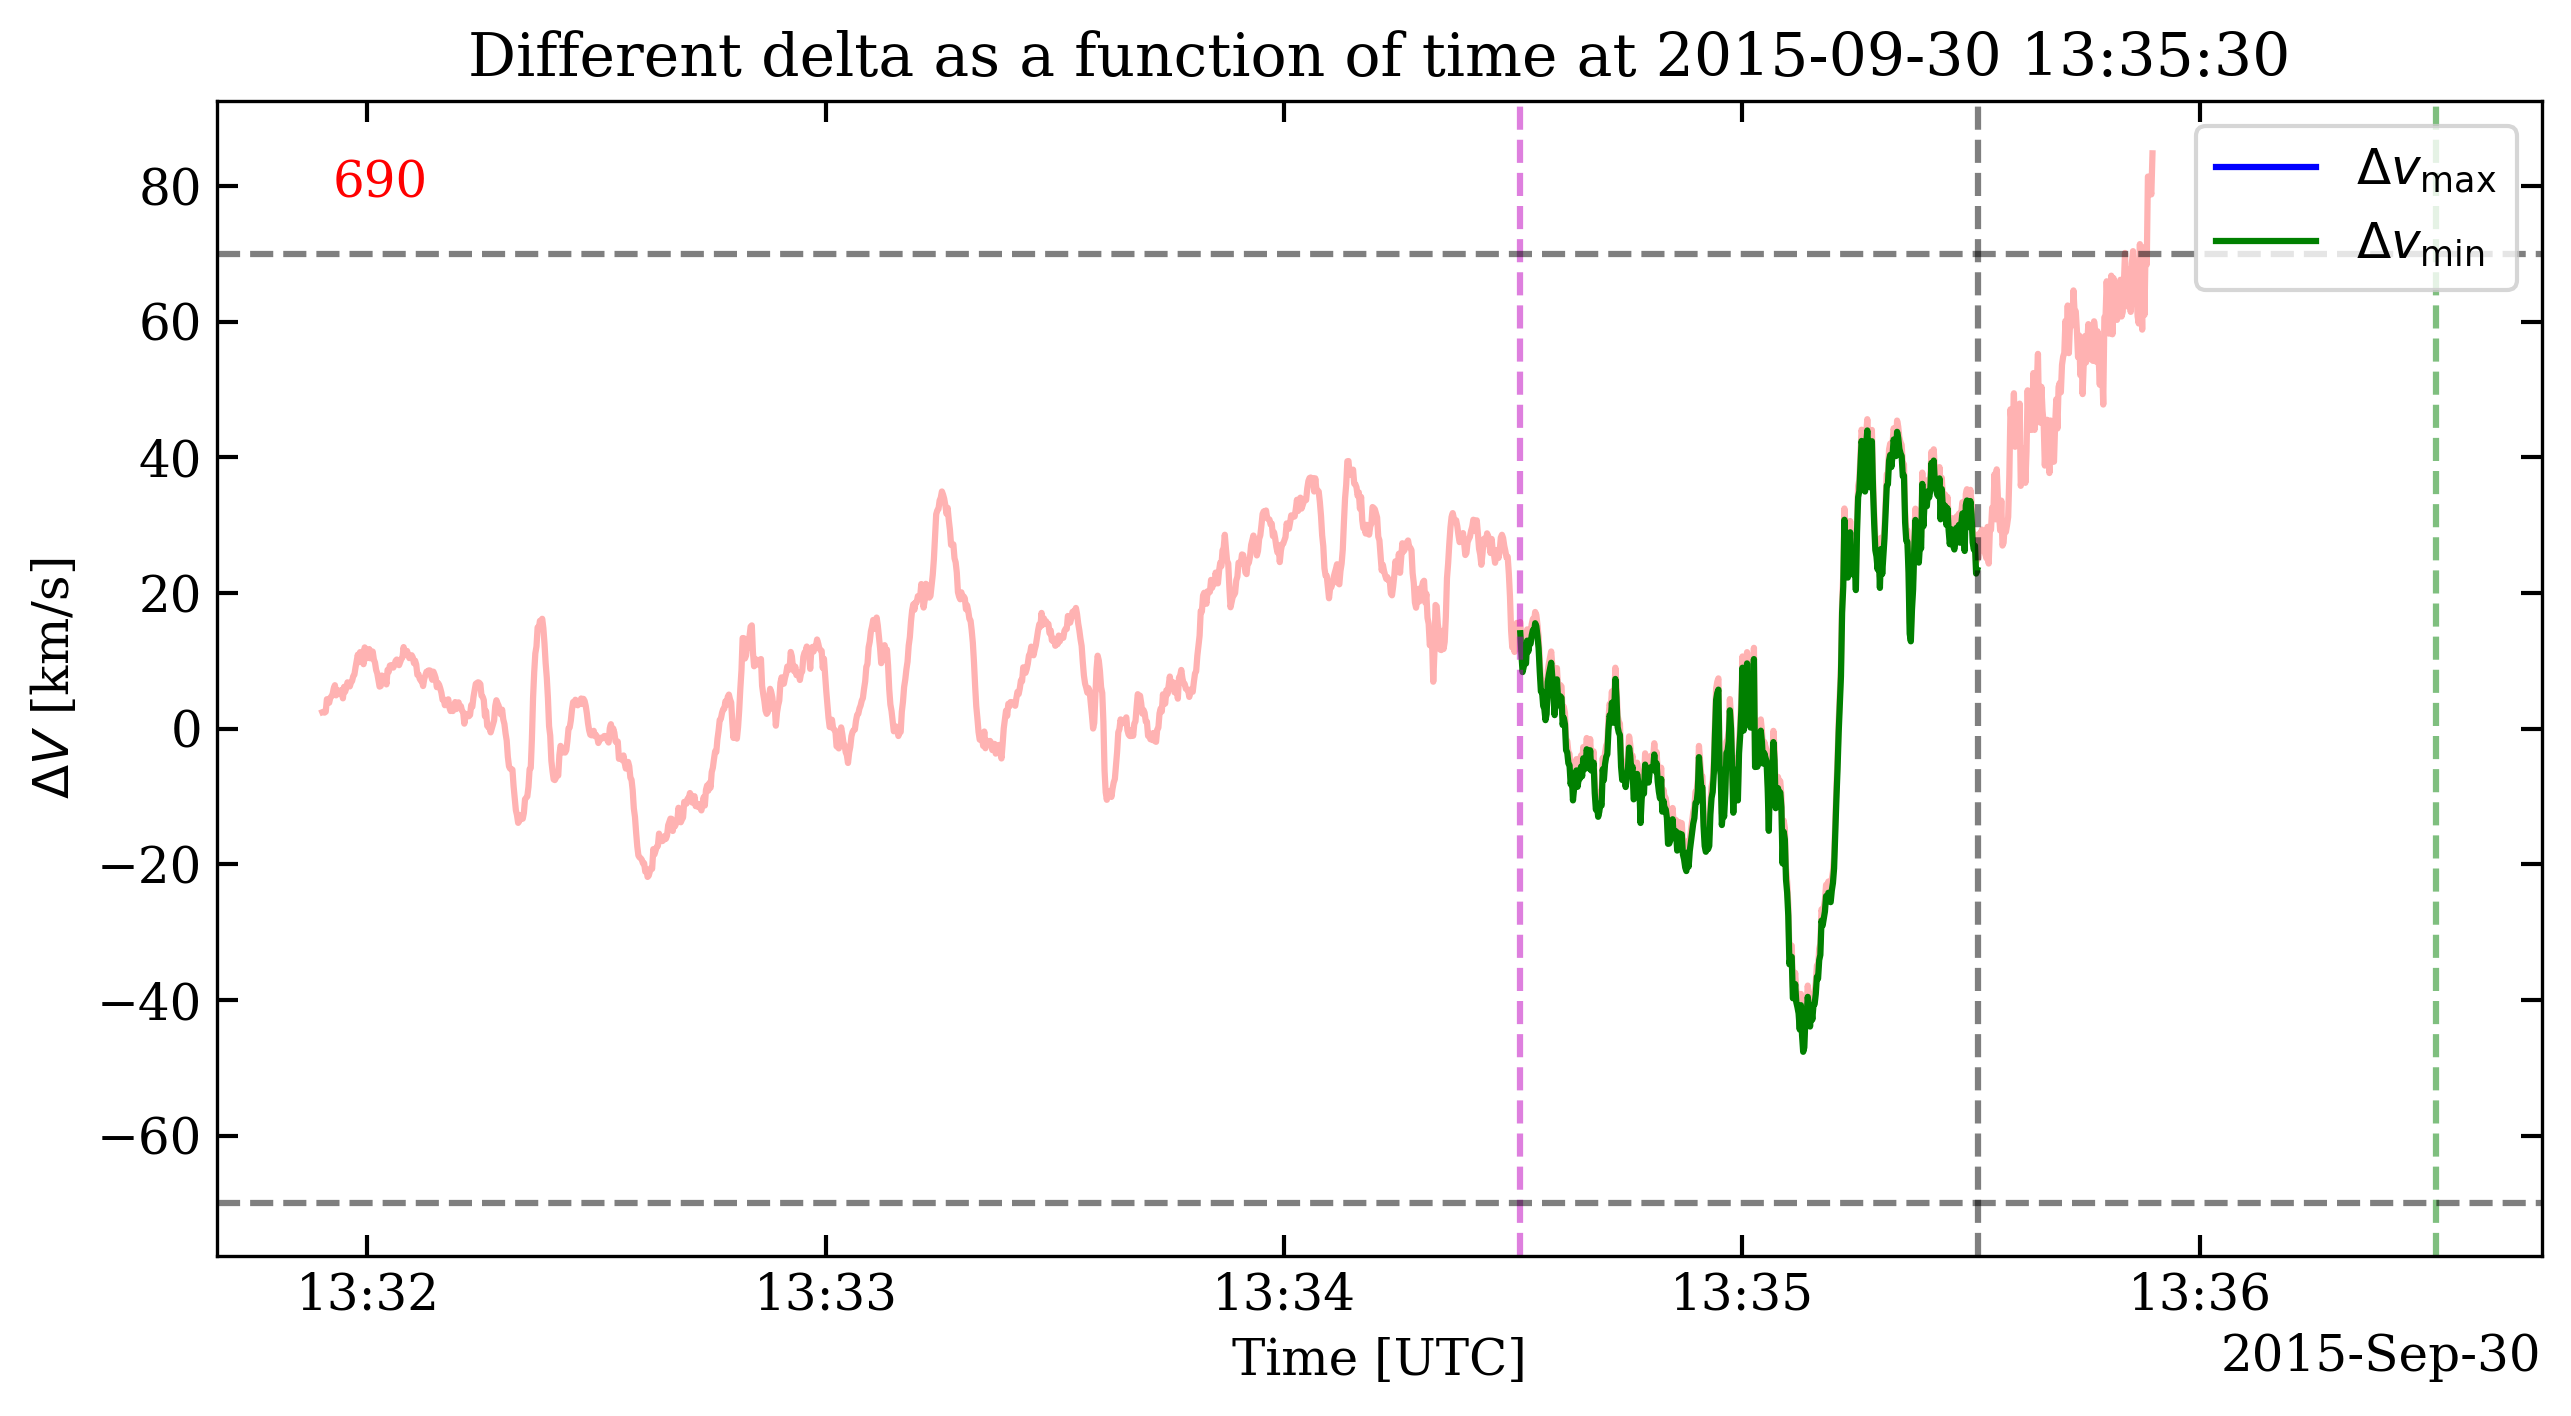 Different delta as a function of time at 2015-09-30 13:35:30
690
Δv_max
Δv_min
80
60
40
20
0
−20
−40
−60
ΔV [km/s]
13:32 13:33 13:34 13:35 13:36
Time [UTC]
2015-Sep-30